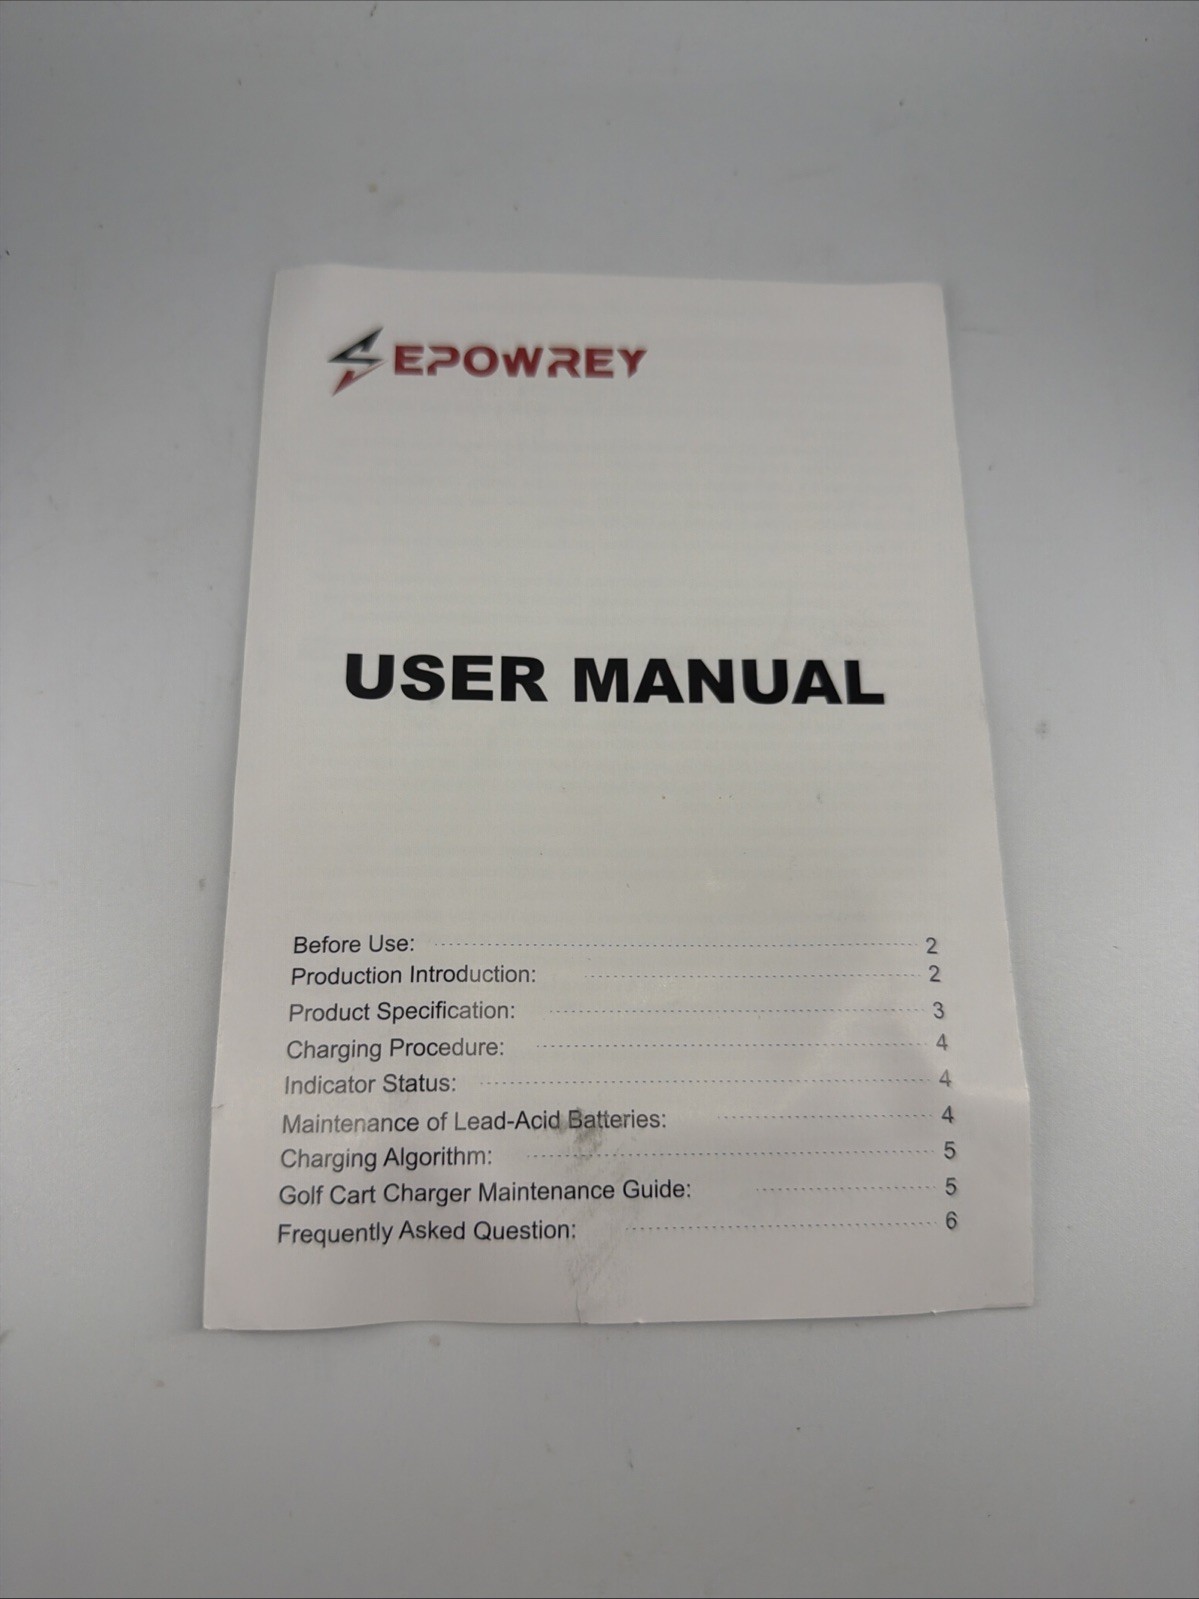 EPOWREY
USER MANUAL
Before Use: 2
Production Introduction: 2
Product Specification: 3
Charging Procedure: 4
Indicator Status: 4
Maintenance of Lead-Acid Batteries: 4
Charging Algorithm: 5
Golf Cart Charger Maintenance Guide: 5
Frequently Asked Question: 6